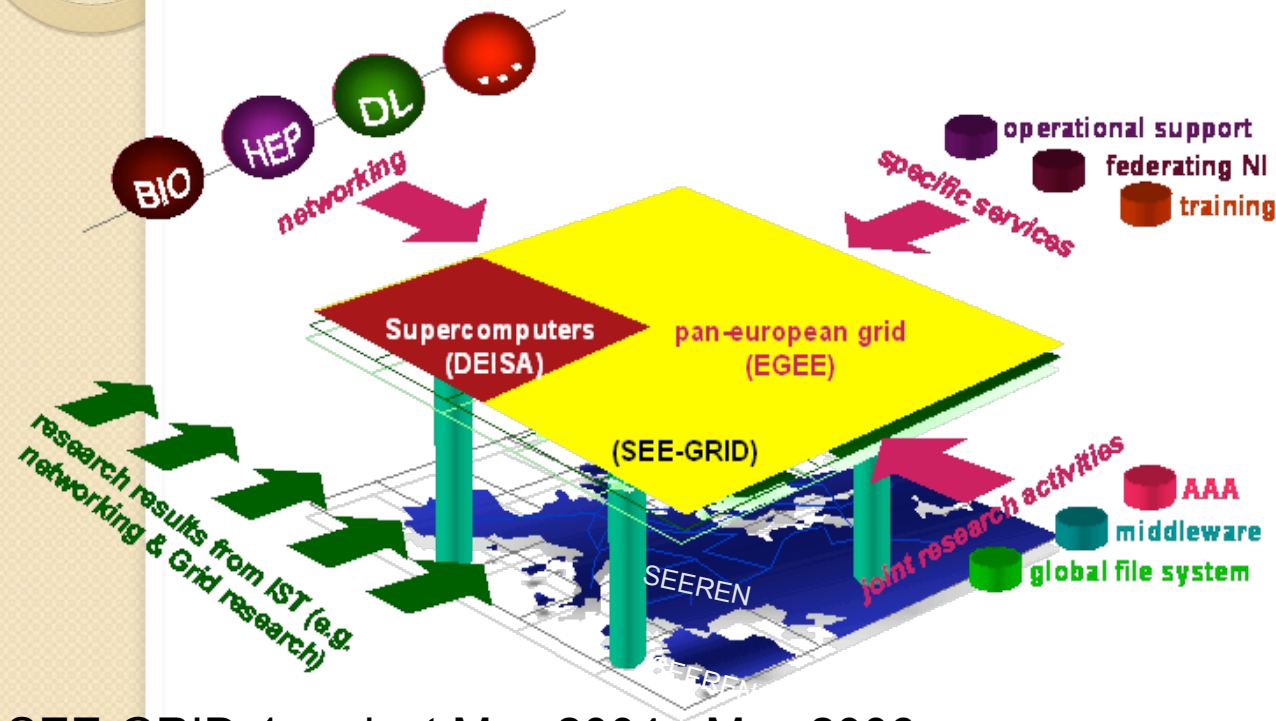 BIO
HEP
DL
...
networking
specific services
operational support
federating NI
training
Supercomputers
(DEISA)
pan-european grid
(EGEE)
(SEE-GRID)
research results from IST (e.g.
networking & Grid research)
joint research activities
AAA
middleware
global file system
SEEREN